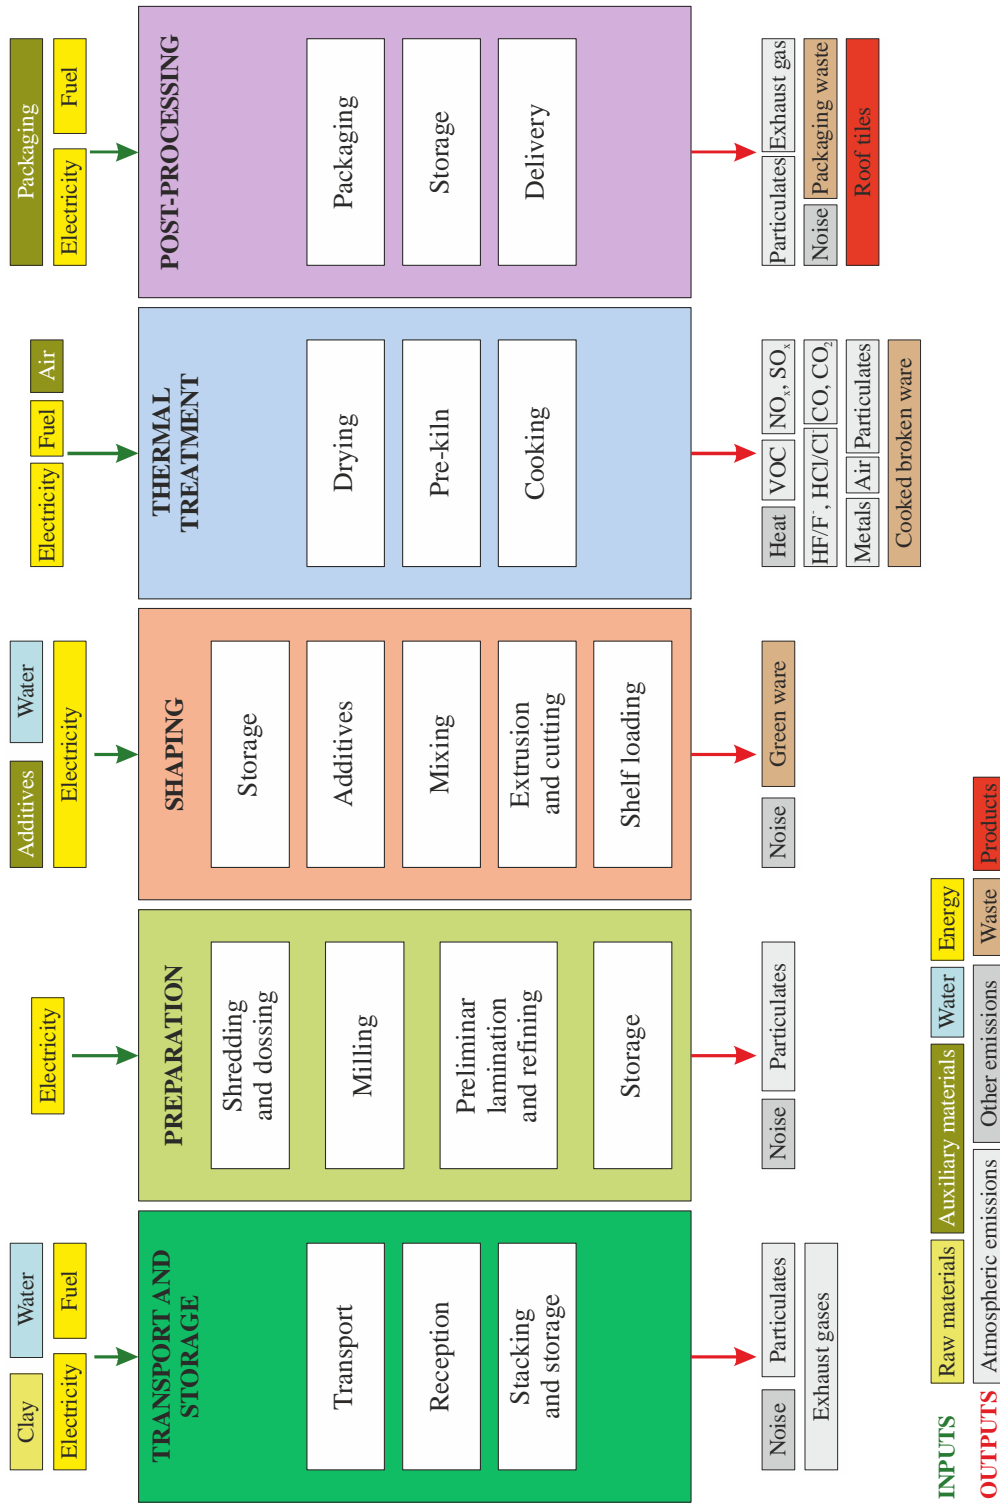 Clay
Water
Electricity
Fuel
TRANSPORT AND
STORAGE
Transport
Reception
Stacking
and storage
Noise
Particulates
Exhaust gases
Electricity
PREPARATION
Shredding
and dossing
Milling
Preliminar
lamination
and refining
Storage
Noise
Particulates
Additives
Water
Electricity
SHAPING
Storage
Additives
Mixing
Extrusion
and cutting
Shelf loading
Noise
Green ware
Electricity
Fuel
Air
THERMAL
TREATMENT
Drying
Pre-kiln
Cooking
Heat
VOC
NOₓ, SOₓ
HF/F⁻, HCl/Cl⁻
CO, CO₂
Metals
Air
Particulates
Cooked broken ware
Packaging
Electricity
Fuel
POST-PROCESSING
Packaging
Storage
Delivery
Particulates
Exhaust gas
Noise
Packaging waste
Roof tiles
INPUTS
Raw materials
Auxiliary materials
Water
Energy
OUTPUTS
Atmospheric emissions
Other emissions
Waste
Products